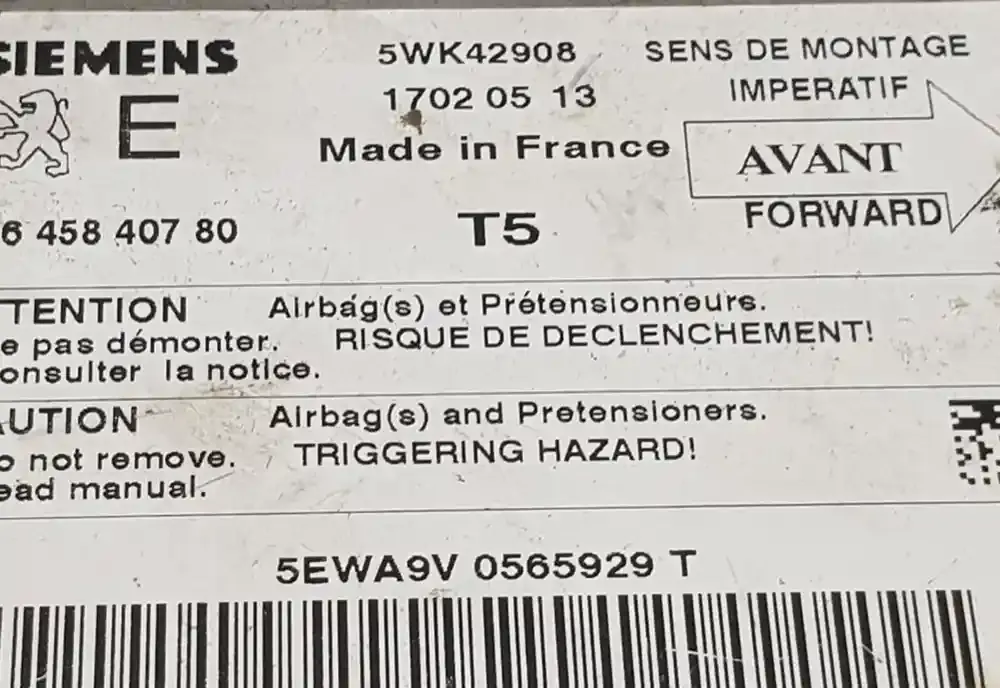 SIEMENS
5WK42908
SENS DE MONTAGE
IMPERATIF
E
1702 05 13
Made in France
AVANT
FORWARD
6 458 407 80
T5
TTENTION Airbag(s) et Prétensionneurs.
e pas démonter. RISQUE DE DECLENCHEMENT!
onsulter la notice.
AUTION Airbag(s) and Pretensioners.
o not remove. TRIGGERING HAZARD!
ead manual.
5EWA9V 0565929 T